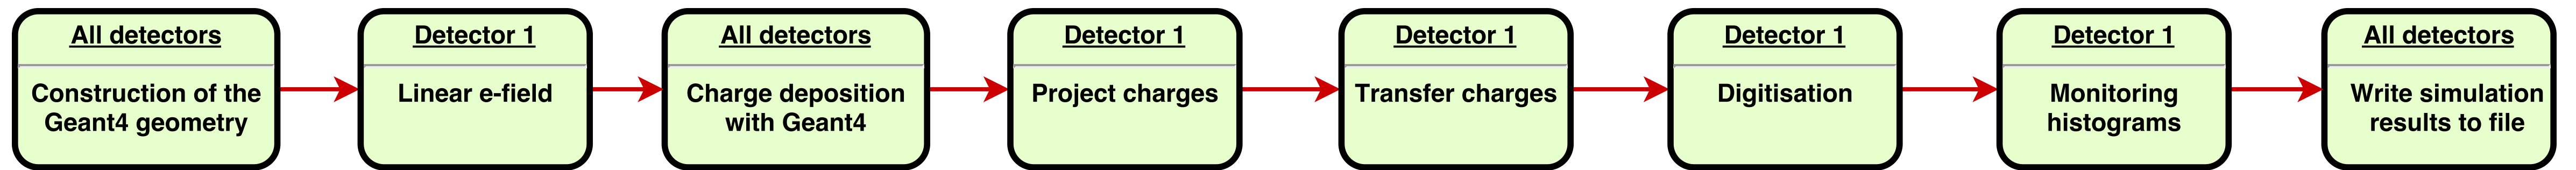 All detectors
Construction of the
Geant4 geometry
Detector 1
Linear e-field
All detectors
Charge deposition
with Geant4
Detector 1
Project charges
Detector 1
Transfer charges
Detector 1
Digitisation
Detector 1
Monitoring
histograms
All detectors
Write simulation
results to file